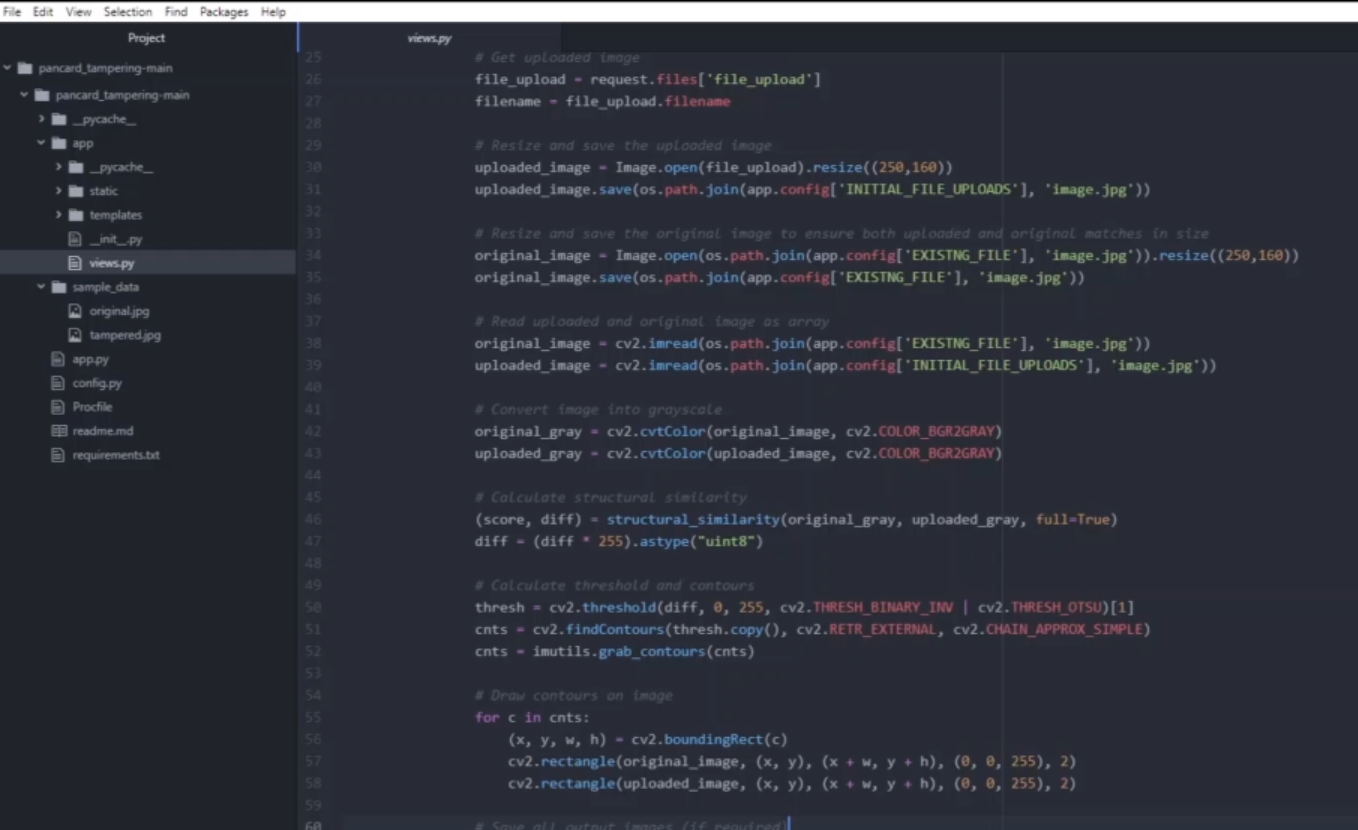 File Edit View Selection Find Packages Help
Project
views.py
pancard_tampering-main
pancard_tampering-main
__pycache__
app
__pycache__
static
templates
__init__.py
views.py
sample_data
original.jpg
tampered.jpg
app.py
config.py
Procfile
readme.md
requirements.txt
25 # Get uploaded image
26 file_upload = request.files['file_upload']
27 filename = file_upload.filename
28
29 # Resize and save the uploaded image
30 uploaded_image = Image.open(file_upload).resize((250,160))
31 uploaded_image.save(os.path.join(app.config['INITIAL_FILE_UPLOADS'], 'image.jpg'))
32
33 # Resize and save the original image to ensure both uploaded and original matches in size
34 original_image = Image.open(os.path.join(app.config['EXISTNG_FILE'], 'image.jpg')).resize((250,160))
35 original_image.save(os.path.join(app.config['EXISTNG_FILE'], 'image.jpg'))
36
37 # Read uploaded and original image as array
38 original_image = cv2.imread(os.path.join(app.config['EXISTNG_FILE'], 'image.jpg'))
39 uploaded_image = cv2.imread(os.path.join(app.config['INITIAL_FILE_UPLOADS'], 'image.jpg'))
40
41 # Convert image into grayscale
42 original_gray = cv2.cvtColor(original_image, cv2.COLOR_BGR2GRAY)
43 uploaded_gray = cv2.cvtColor(uploaded_image, cv2.COLOR_BGR2GRAY)
44
45 # Calculate structural similarity
46 (score, diff) = structural_similarity(original_gray, uploaded_gray, full=True)
47 diff = (diff * 255).astype("uint8")
48
49 # Calculate threshold and contours
50 thresh = cv2.threshold(diff, 0, 255, cv2.THRESH_BINARY_INV | cv2.THRESH_OTSU)[1]
51 cnts = cv2.findContours(thresh.copy(), cv2.RETR_EXTERNAL, cv2.CHAIN_APPROX_SIMPLE)
52 cnts = imutils.grab_contours(cnts)
53
54 # Draw contours on image
55 for c in cnts:
56 (x, y, w, h) = cv2.boundingRect(c)
57 cv2.rectangle(original_image, (x, y), (x + w, y + h), (0, 0, 255), 2)
58 cv2.rectangle(uploaded_image, (x, y), (x + w, y + h), (0, 0, 255), 2)
59
60 # Save all output images (if required)